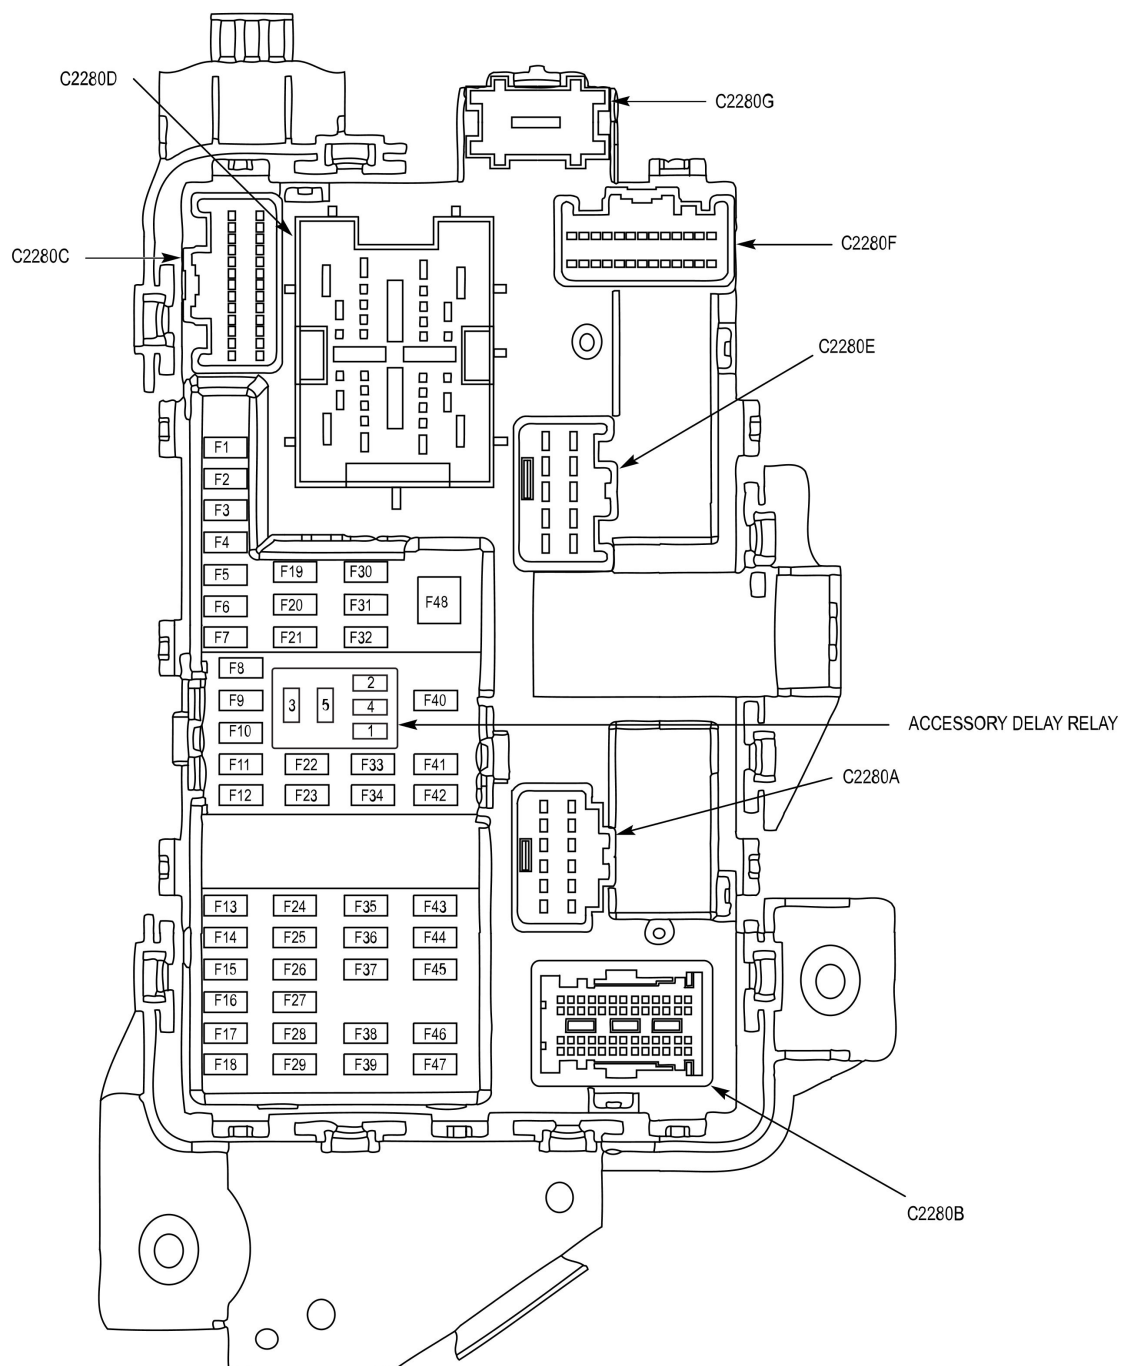 C2280D
C2280G
C2280F
C2280C
C2280E
F1
F2
F3
F4
F5 F19 F30
F6 F20 F31 F48
F7 F21 F32
F8
3 5 2
F9 4 F40
F10 1
ACCESSORY DELAY RELAY
F11 F22 F33 F41
C2280A
F12 F23 F34 F42
F13 F24 F35 F43
F14 F25 F36 F44
F15 F26 F37 F45
F16 F27
F17 F28 F38 F46
F18 F29 F39 F47
C2280B